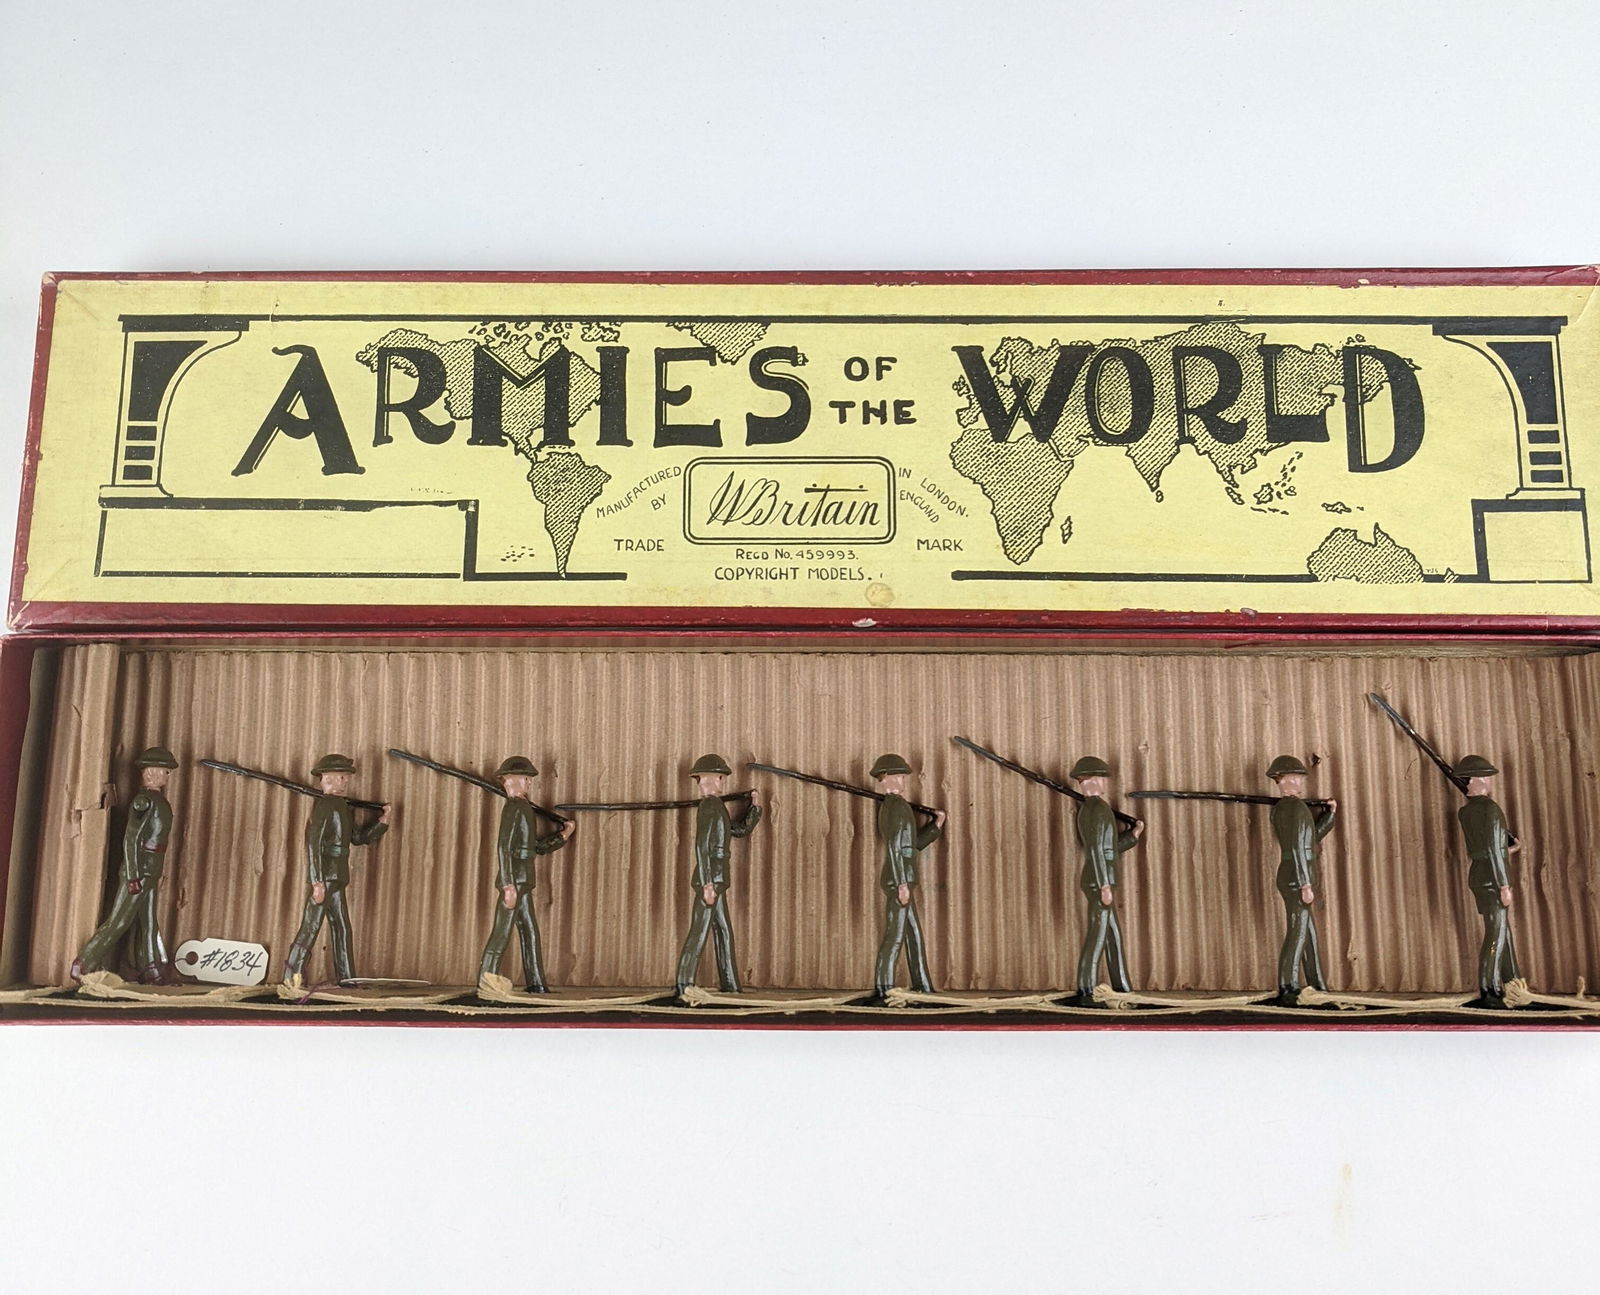 ARMIES OF THE WORLD
MANUFACTURED BY
W Britain
IN LONDON.
ENGLAND
TRADE MARK
REGD No. 459993.
COPYRIGHT MODELS.
#1834